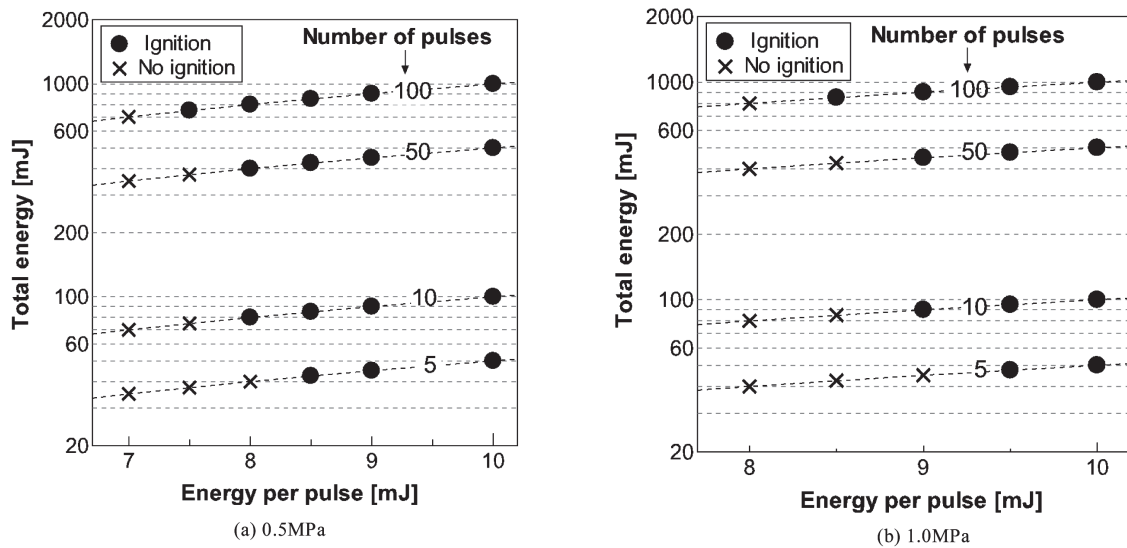 2000
1000
600
200
100
60
20
Total energy [mJ]
Ignition
No ignition
Number of pulses
100
50
10
5
7
8
9
10
Energy per pulse [mJ]
(a) 0.5MPa
2000
1000
600
200
100
60
20
Total energy [mJ]
Ignition
No ignition
Number of pulses
100
50
10
5
8
9
10
Energy per pulse [mJ]
(b) 1.0MPa